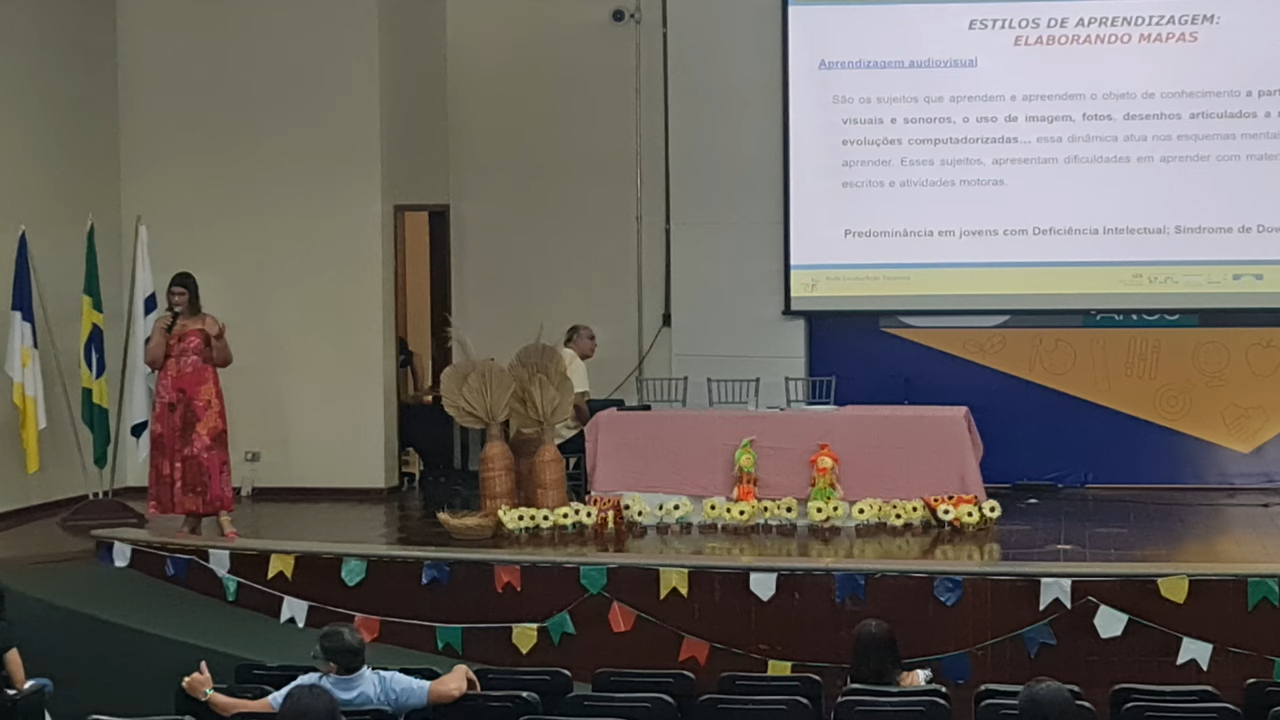 ESTILOS DE APRENDIZAGEM:
ELABORANDO MAPAS
Aprendizagem audiovisual
São os sujeitos que aprendem e apreendem o objeto de conhecimento a part
visuais e sonoros, o uso de imagem, fotos, desenhos articulados a
evoluções computadorizadas... essa dinâmica atua nos esquemas mentai
aprender. Esses sujeitos, apresentam dificuldades em aprender com mater
escritos e atividades motoras.
Predominância em jovens com Deficiência Intelectual; Síndrome de Dow
ANOS